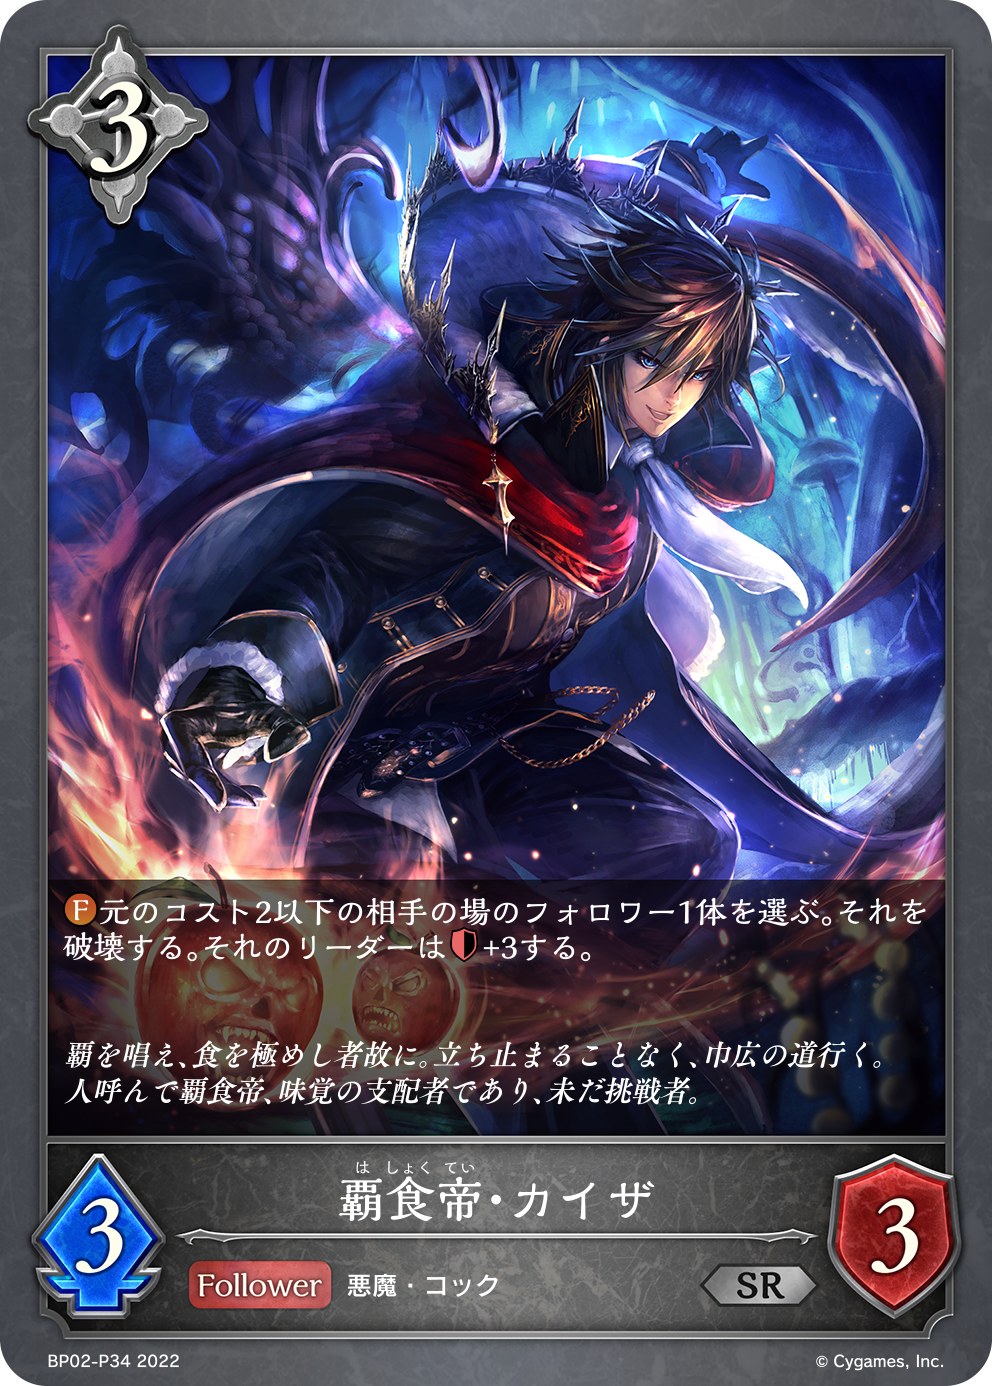 3
F元のコスト2以下の相手の場のフォロワー1体を選ぶ。それを
破壊する。それのリーダーは+3する。
覇を唱え、食を極めし者故に。立ち止まることなく、巾広の道行く。
人呼んで覇食帝、味覚の支配者であり、未だ挑戦者。
は しょく てい
覇食帝・カイザ
3
3
Follower 悪魔・コック
SR
BP02-P34 2022
© Cygames, Inc.